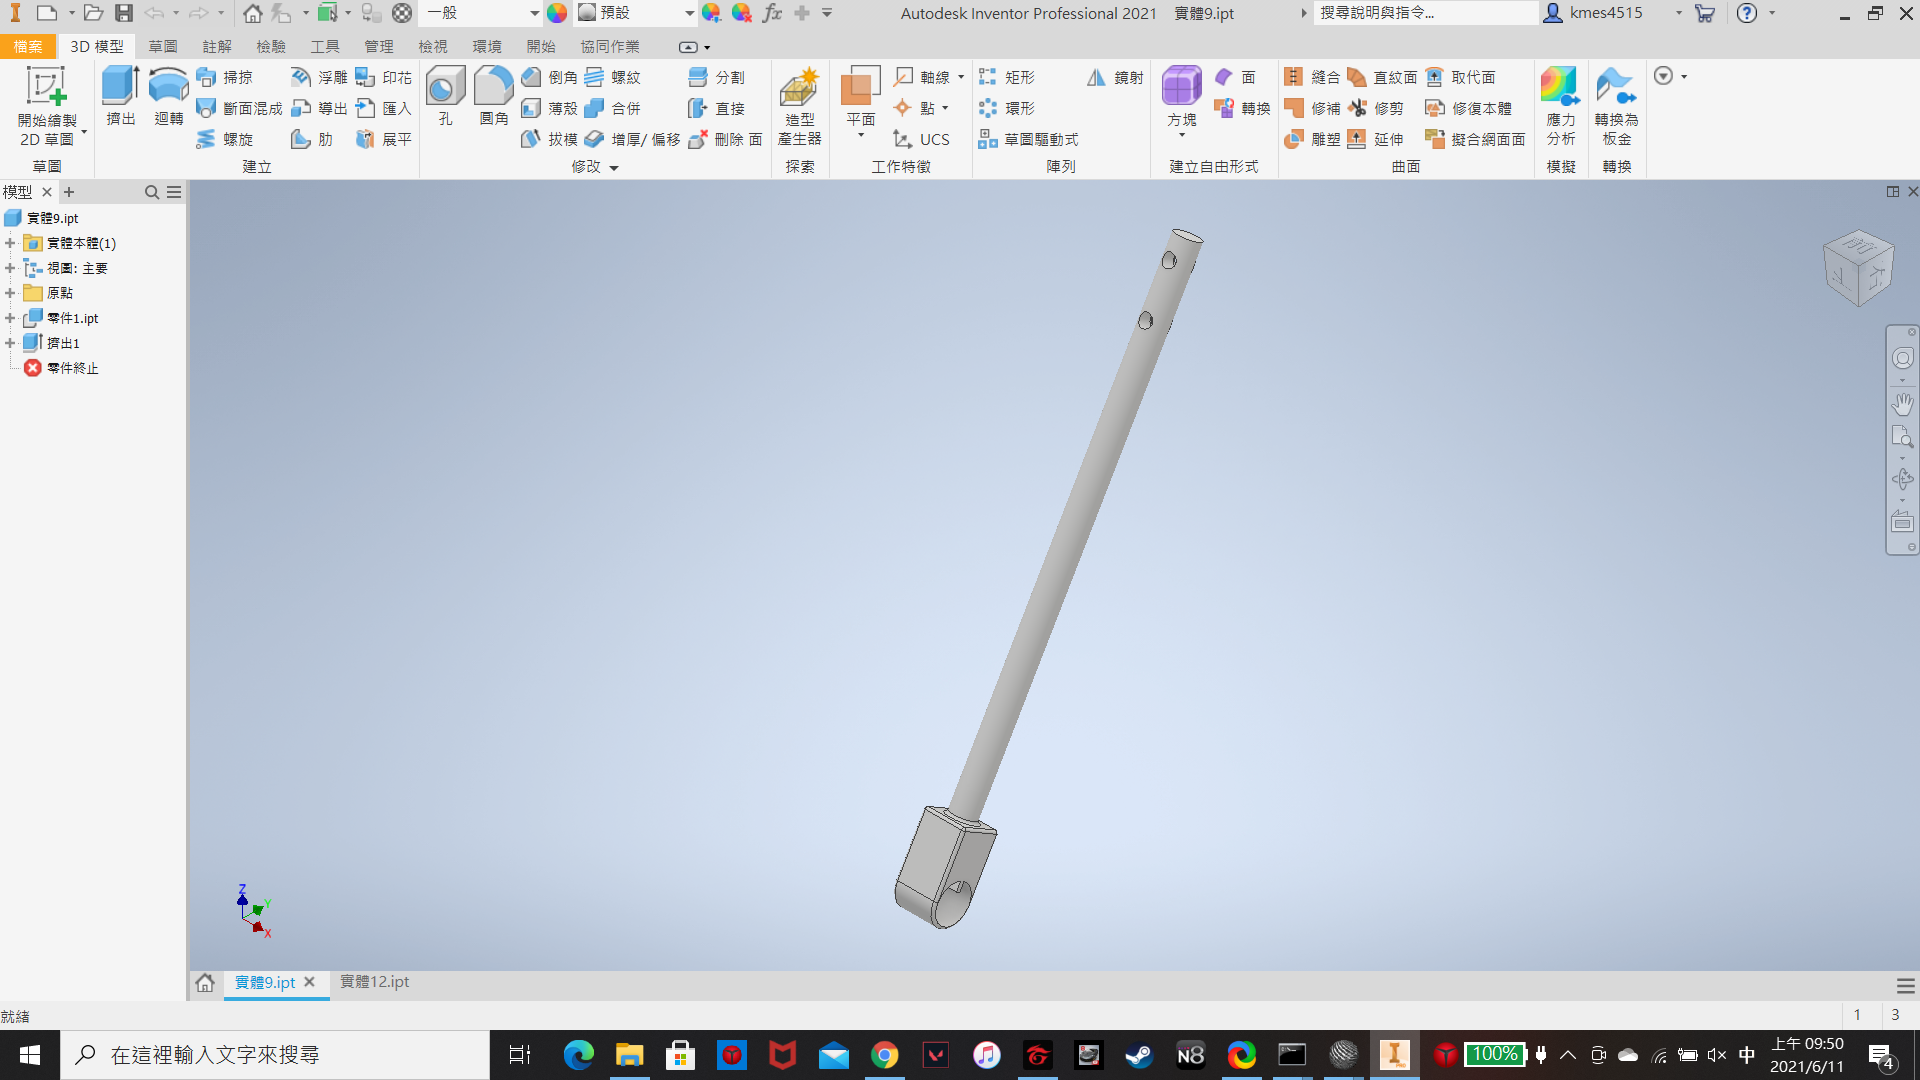 一般
預設
fx
Autodesk Inventor Professional 2021 實體9.ipt
搜尋說明與指令...
kmes4515
檔案 3D 模型 草圖 註解 檢驗 工具 管理 檢視 環境 開始 協同作業
開始繪製
2D 草圖
草圖
擠出
迴轉
掃掠
斷面混成
螺旋
浮雕
導出
肋
印花
匯入
展平
建立
孔
圓角
倒角
薄殼
拔模
螺紋
合併
增厚/ 偏移
分割
直接
刪除 面
修改
造型
產生器
探索
平面
軸線
點
UCS
工作特徵
矩形
環形
草圖驅動式
鏡射
陣列
方塊
面
轉換
建立自由形式
縫合
修補
雕塑
直紋面
修剪
延伸
取代面
修復本體
擬合網面面
曲面
應力
分析
模擬
轉換為
板金
轉換
模型
實體9.ipt
實體本體(1)
視圖: 主要
原點
零件1.ipt
擠出1
零件終止
Z
Y
X
實體9.ipt
實體12.ipt
就緒
1 3
在這裡輸入文字來搜尋
N8
100%
中
上午 09:50
2021/6/11
4